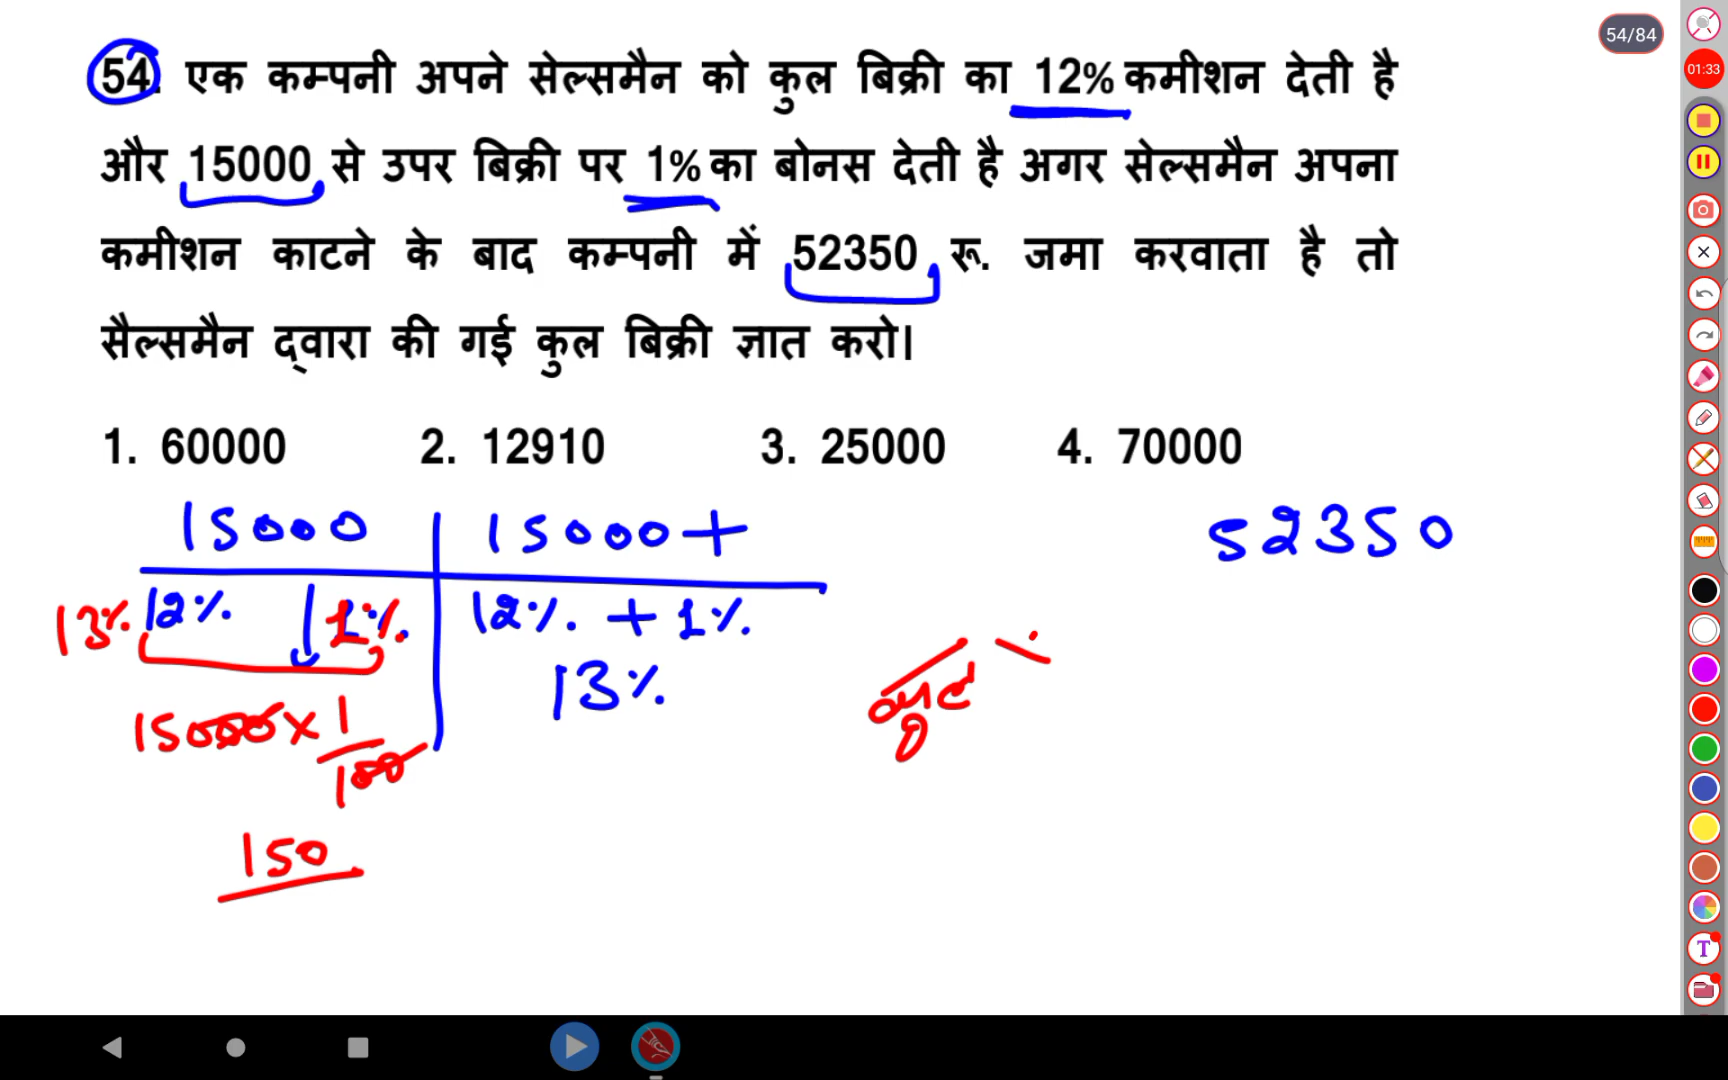 54/84
01:33
54. एक कम्पनी अपने सेल्समैन को कुल बिक्री का 12% कमीशन देती है
और 15000 से उपर बिक्री पर 1% का बोनस देती है अगर सेल्समैन अपना
कमीशन काटने के बाद कम्पनी में 52350 रू. जमा करवाता है तो
सैल्समैन द्वारा की गई कुल बिक्री ज्ञात करो।
1. 60000 2. 12910 3. 25000 4. 70000
15000 15000+ 52350
13% 12% 1% 12% + 1%
13%
15000 × 1/100
150
T